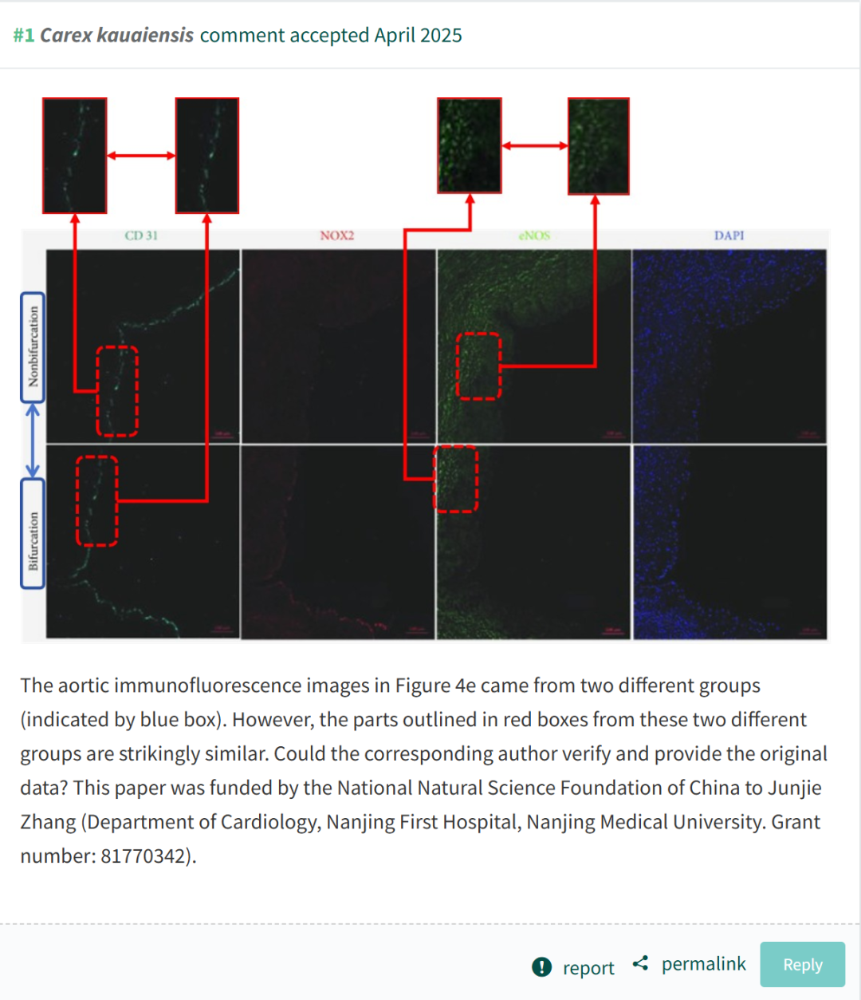 #1 Carex kauaiensis comment accepted April 2025
CD 31 NOX2 eNOS DAPI
Nonbifurcation
Bifurcation
The aortic immunofluorescence images in Figure 4e came from two different groups
(indicated by blue box). However, the parts outlined in red boxes from these two different
groups are strikingly similar. Could the corresponding author verify and provide the original
data? This paper was funded by the National Natural Science Foundation of China to Junjie
Zhang (Department of Cardiology, Nanjing First Hospital, Nanjing Medical University. Grant
number: 81770342).
report permalink Reply